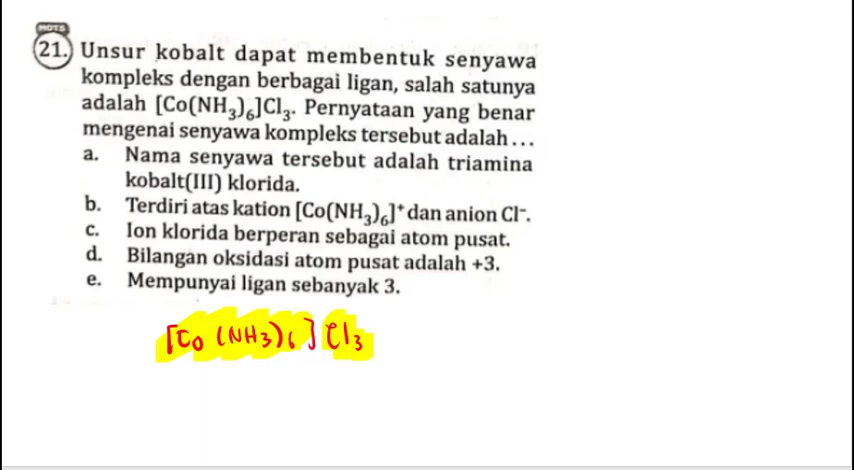 HOTS
21. Unsur kobalt dapat membentuk senyawa
kompleks dengan berbagai ligan, salah satunya
adalah [Co(NH₃)₆]Cl₃. Pernyataan yang benar
mengenai senyawa kompleks tersebut adalah ...
a. Nama senyawa tersebut adalah triamina
kobalt(III) klorida.
b. Terdiri atas kation [Co(NH₃)₆]⁺ dan anion Cl⁻.
c. Ion klorida berperan sebagai atom pusat.
d. Bilangan oksidasi atom pusat adalah +3.
e. Mempunyai ligan sebanyak 3.
[Co (NH3)6] Cl3